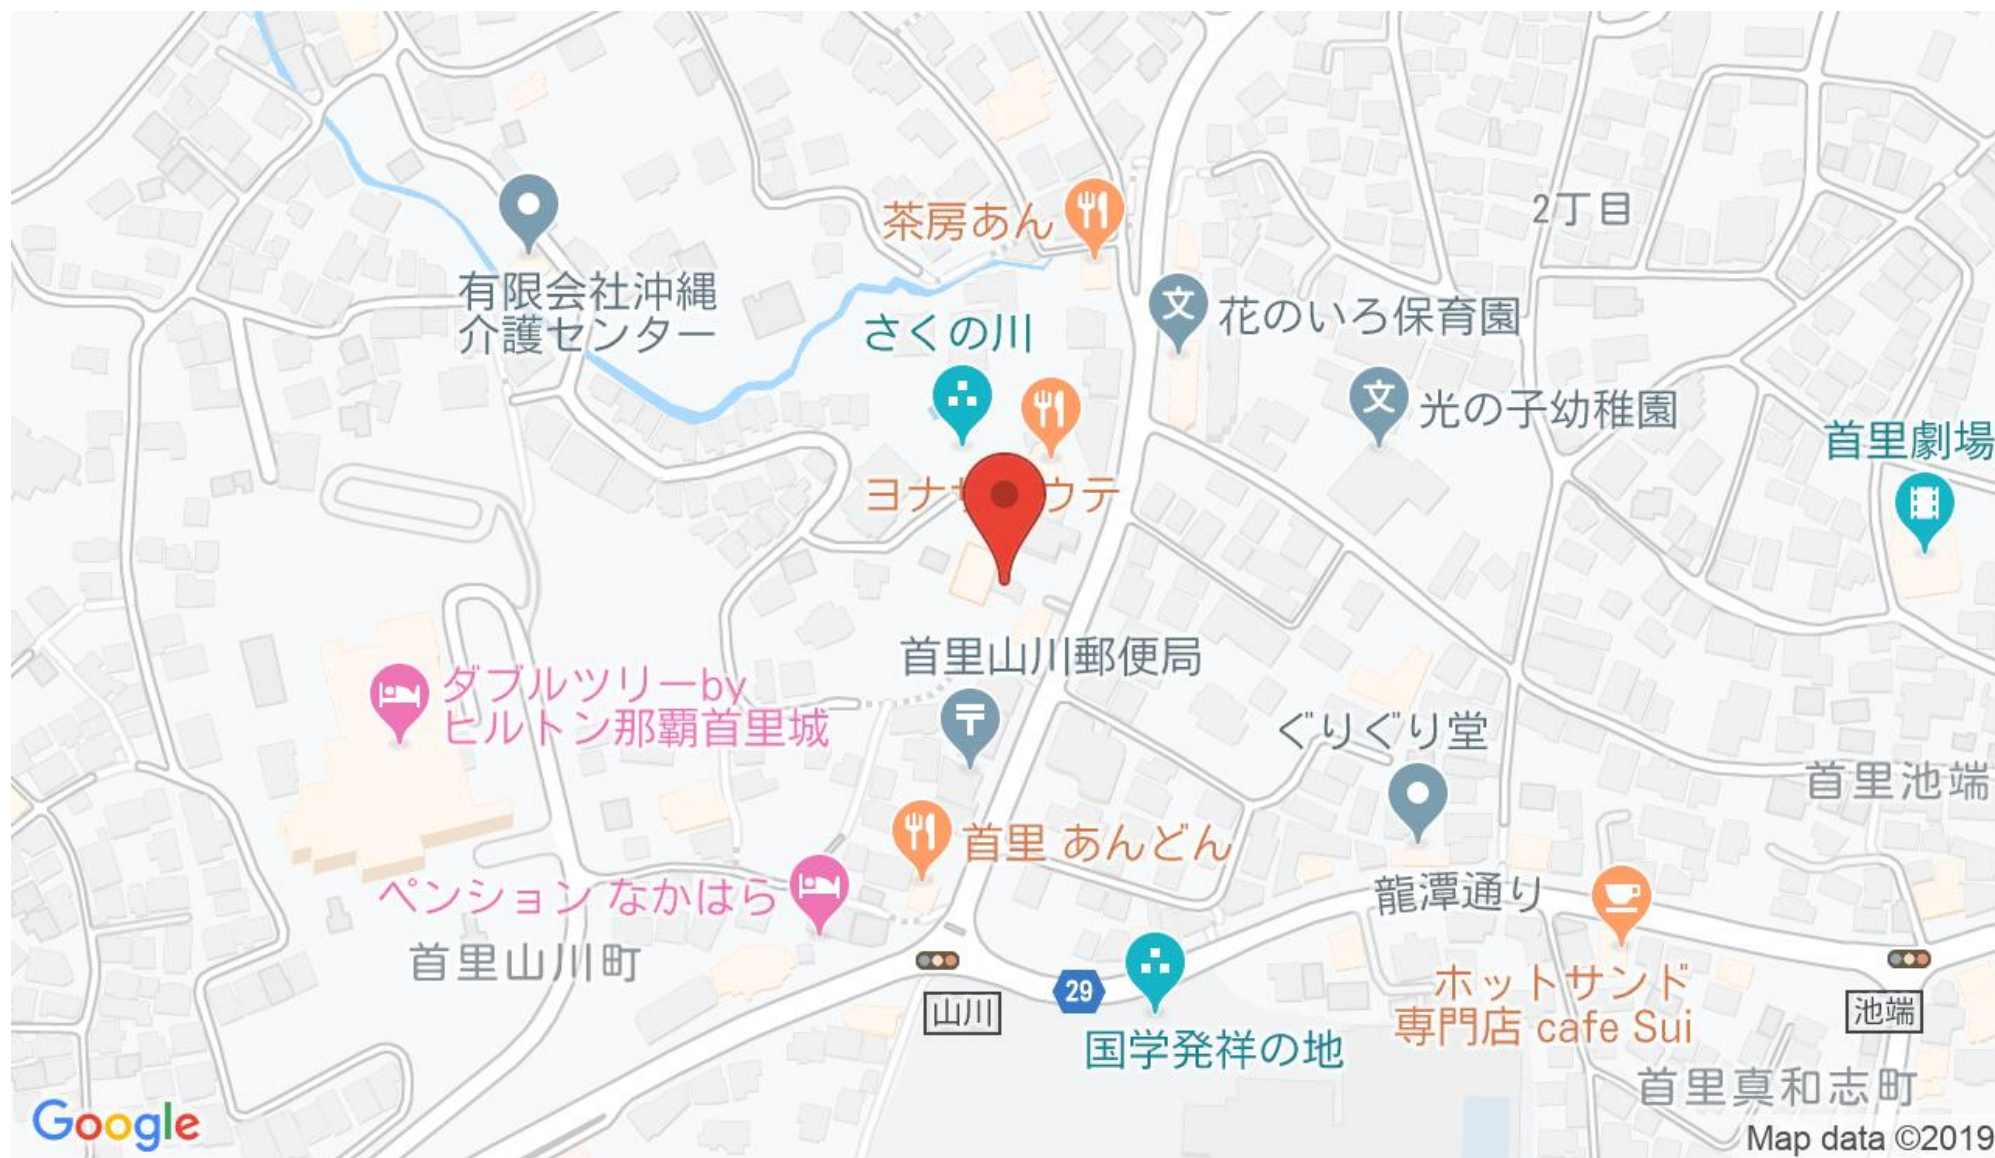 茶房あん
2丁目
有限会社沖縄
介護センター
さくの川
花のいろ保育園
光の子幼稚園
首里劇場
首里山川郵便局
ダブルツリーby
ヒルトン那覇首里城
ぐりぐり堂
首里池端
首里 あんどん
ペンション なかはら
龍潭通り
首里山川町
29
山川
ホットサンド
専門店 cafe Sui
池端
国学発祥の地
首里真和志町
Google
Map data ©2019